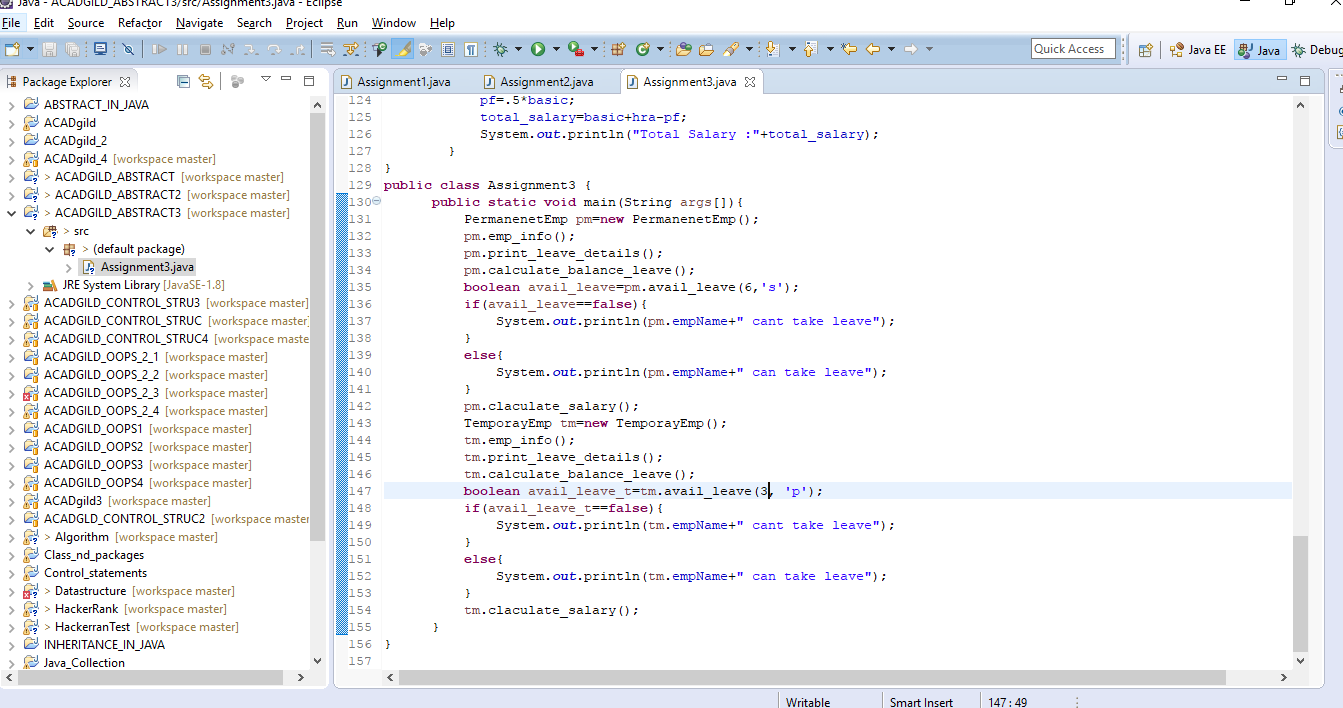 Java - ACADGILD_ABSTRACT3/src/Assignment3.java - Eclipse
File Edit Source Refactor Navigate Search Project Run Window Help
Quick Access
Java EE
Java
Debug
Package Explorer
ABSTRACT_IN_JAVA
ACADgild
ACADgild_2
ACADgild_4 [workspace master]
> ACADGILD_ABSTRACT [workspace master]
> ACADGILD_ABSTRACT2 [workspace master]
> ACADGILD_ABSTRACT3 [workspace master]
> src
> (default package)
Assignment3.java
JRE System Library [JavaSE-1.8]
ACADGILD_CONTROL_STRU3 [workspace master]
ACADGILD_CONTROL_STRUC [workspace master]
ACADGILD_CONTROL_STRUC4 [workspace maste
ACADGILD_OOPS_2_1 [workspace master]
ACADGILD_OOPS_2_2 [workspace master]
ACADGILD_OOPS_2_3 [workspace master]
ACADGILD_OOPS_2_4 [workspace master]
ACADGILD_OOPS1 [workspace master]
ACADGILD_OOPS2 [workspace master]
ACADGILD_OOPS3 [workspace master]
ACADGILD_OOPS4 [workspace master]
ACADgild3 [workspace master]
ACADGLD_CONTROL_STRUC2 [workspace master
> Algorithm [workspace master]
Class_nd_packages
Control_statements
> Datastructure [workspace master]
> HackerRank [workspace master]
> HackerranTest [workspace master]
INHERITANCE_IN_JAVA
Java_Collection
Assignment1.java
Assignment2.java
Assignment3.java
124 pf=.5*basic;
125 total_salary=basic+hra-pf;
126 System.out.println("Total Salary :"+total_salary);
127 }
128 }
129 public class Assignment3 {
130 public static void main(String args[]){
131 PermanenetEmp pm=new PermanenetEmp();
132 pm.emp_info();
133 pm.print_leave_details();
134 pm.calculate_balance_leave();
135 boolean avail_leave=pm.avail_leave(6,'s');
136 if(avail_leave==false){
137 System.out.println(pm.empName+" cant take leave");
138 }
139 else{
140 System.out.println(pm.empName+" can take leave");
141 }
142 pm.claculate_salary();
143 TemporayEmp tm=new TemporayEmp();
144 tm.emp_info();
145 tm.print_leave_details();
146 tm.calculate_balance_leave();
147 boolean avail_leave_t=tm.avail_leave(3, 'p');
148 if(avail_leave_t==false){
149 System.out.println(tm.empName+" cant take leave");
150 }
151 else{
152 System.out.println(tm.empName+" can take leave");
153 }
154 tm.claculate_salary();
155 }
156 }
157
Writable
Smart Insert
147 : 49